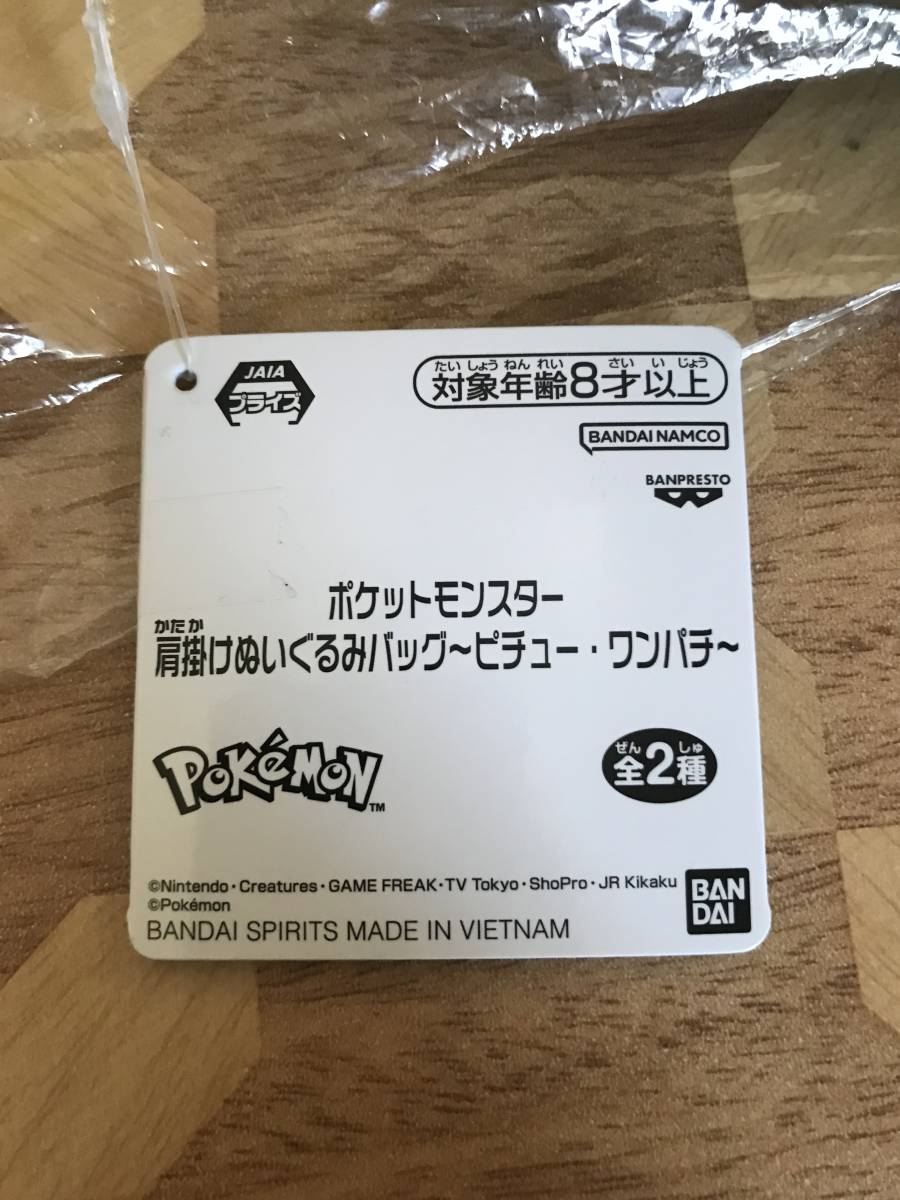 JAIA
プライズ
たいしょうねんれい さい いじょう
対象年齢8才以上
BANDAI NAMCO
BANPRESTO
ポケットモンスター
かたか
肩掛けぬいぐるみバッグ～ピチュー・ワンパチ～
POKéMON™
ぜん しゅ
全2種
©Nintendo・Creatures・GAME FREAK・TV Tokyo・ShoPro・JR Kikaku
©Pokémon
BANDAI SPIRITS MADE IN VIETNAM
BAN
DAI